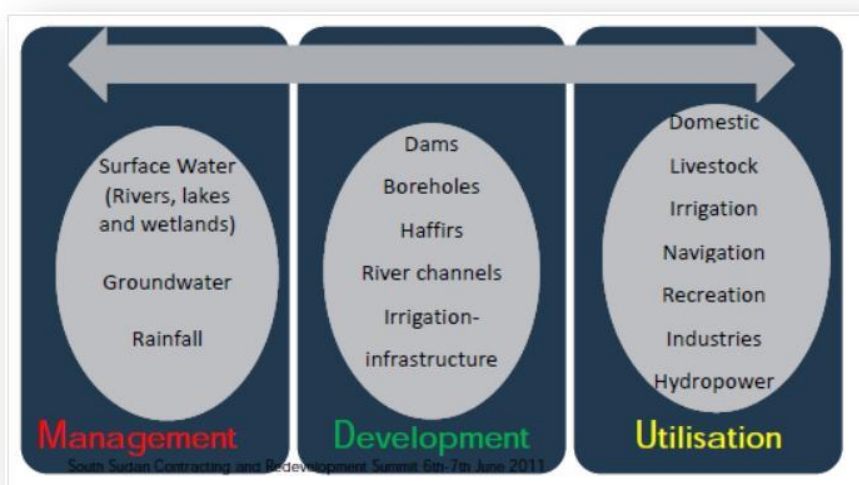 Surface Water
(Rivers, lakes
and wetlands)
Groundwater
Rainfall
Management
Dams
Boreholes
Haffirs
River channels
Irrigation-
infrastructure
Development
Domestic
Livestock
Irrigation
Navigation
Recreation
Industries
Hydropower
Utilisation
South Sudan Contracting and Redevelopment Summit 6th-7th June 2011